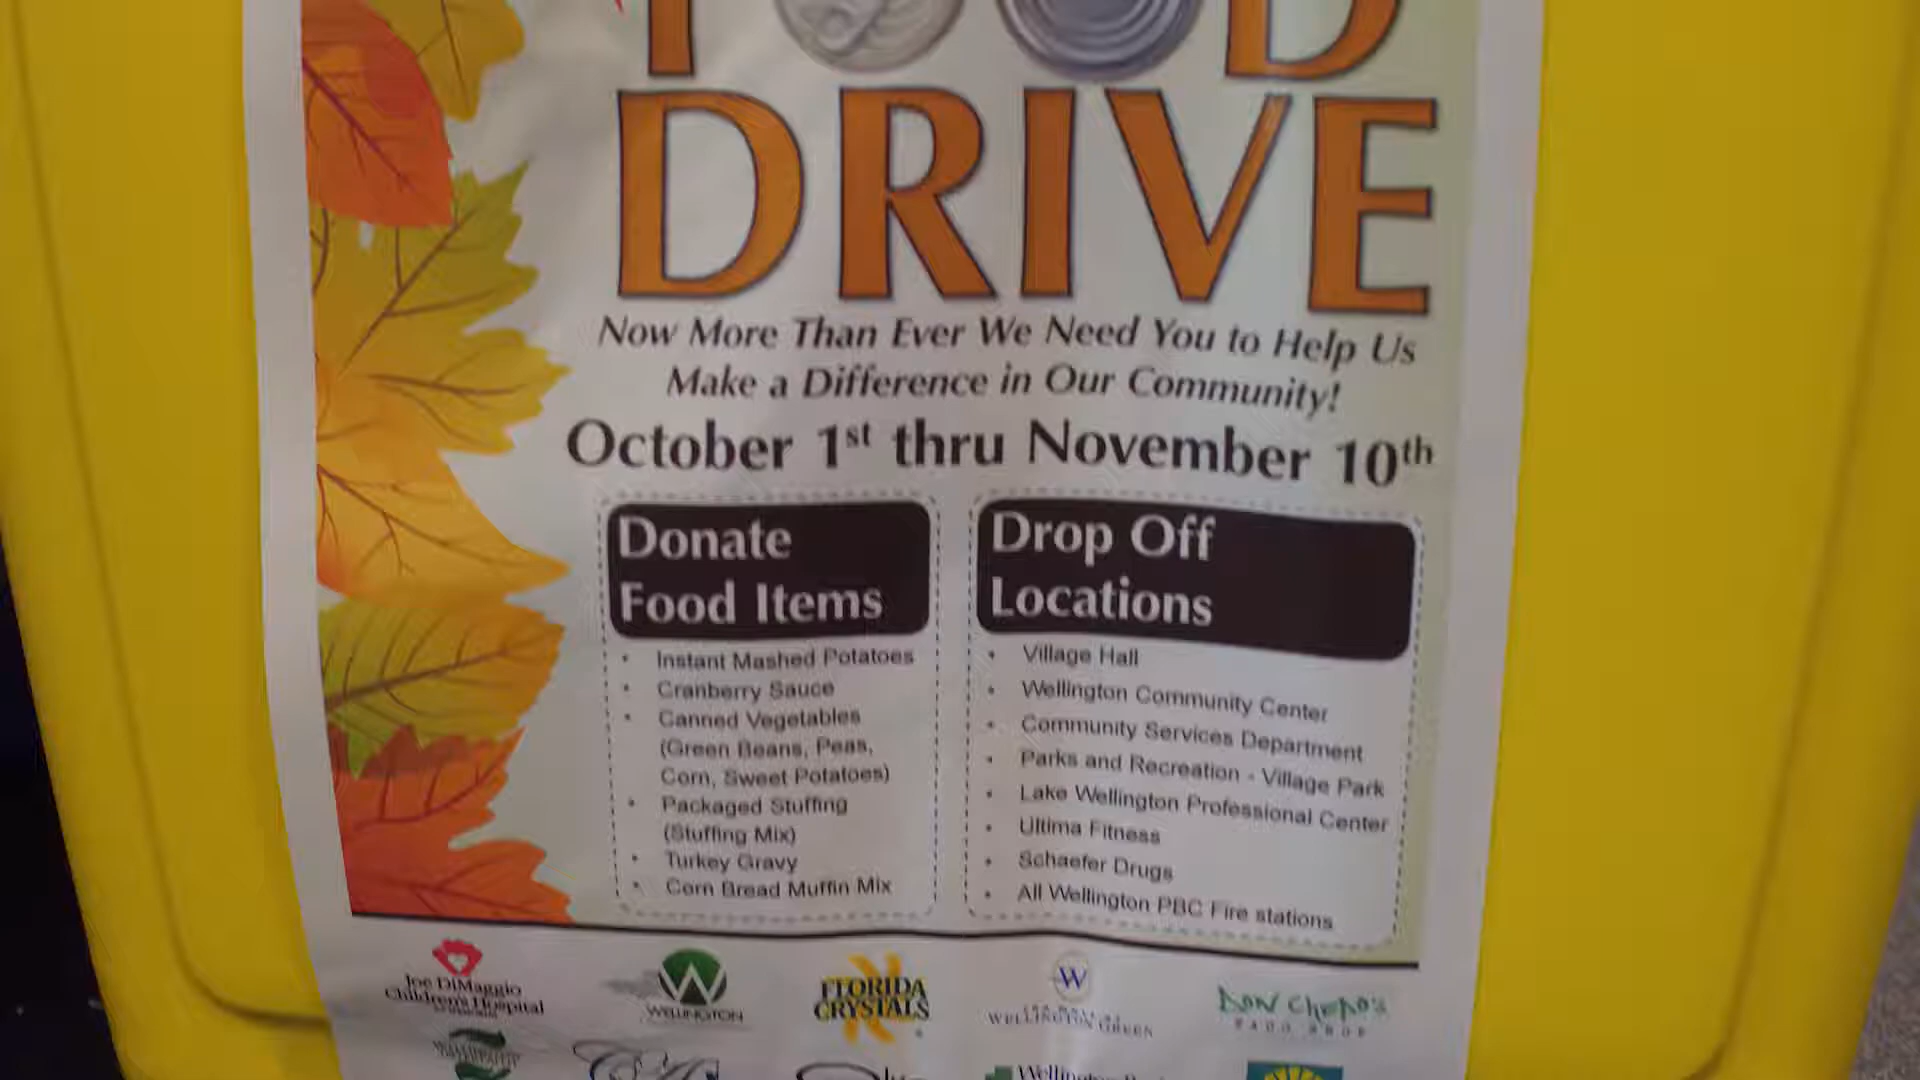 FOOD
DRIVE
Now More Than Ever We Need You to Help Us
Make a Difference in Our Community!
October 1st thru November 10th
Donate
Food Items
• Instant Mashed Potatoes
• Cranberry Sauce
• Canned Vegetables
(Green Beans, Peas,
Corn, Sweet Potatoes)
• Packaged Stuffing
(Stuffing Mix)
• Turkey Gravy
• Corn Bread Muffin Mix
Drop Off
Locations
• Village Hall
• Wellington Community Center
• Community Services Department
• Parks and Recreation - Village Park
• Lake Wellington Professional Center
• Ultima Fitness
• Schaefer Drugs
• All Wellington PBC Fire stations
Joe DiMaggio
Children's Hospital
W
WELLINGTON
FLORIDA
CRYSTALS
W
WELLINGTON GREEN
DON CHEPO'S
TACO SHOP
Wellington